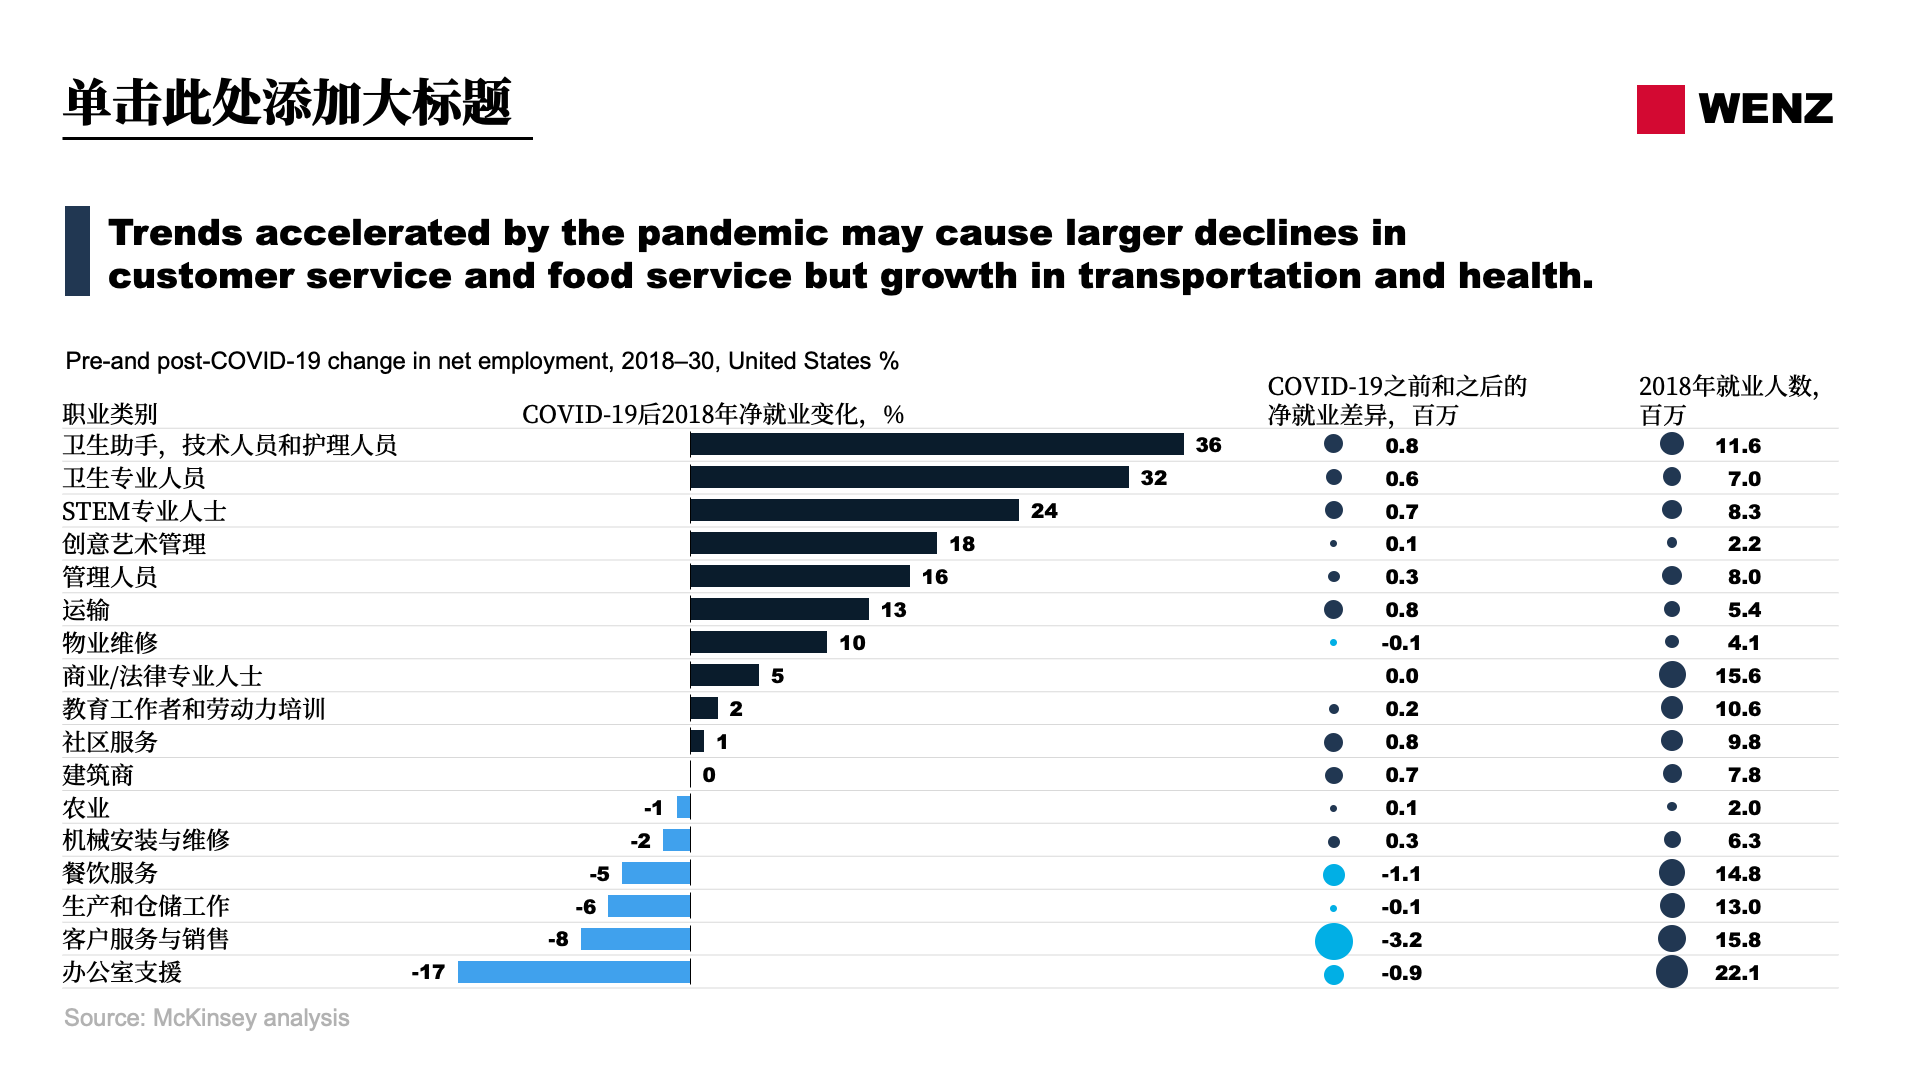 单击此处添加大标题
WENZ
Trends accelerated by the pandemic may cause larger declines in
customer service and food service but growth in transportation and health.
Pre-and post-COVID-19 change in net employment, 2018–30, United States %
职业类别 COVID-19后2018年净就业变化，% COVID-19之前和之后的
净就业差异，百万 2018年就业人数,
百万
卫生助手，技术人员和护理人员 36 0.8 11.6
卫生专业人员 32 0.6 7.0
STEM专业人士 24 0.7 8.3
创意艺术管理 18 0.1 2.2
管理人员 16 0.3 8.0
运输 13 0.8 5.4
物业维修 10 -0.1 4.1
商业/法律专业人士 5 0.0 15.6
教育工作者和劳动力培训 2 0.2 10.6
社区服务 1 0.8 9.8
建筑商 0 0.7 7.8
农业 -1 0.1 2.0
机械安装与维修 -2 0.3 6.3
餐饮服务 -5 -1.1 14.8
生产和仓储工作 -6 -0.1 13.0
客户服务与销售 -8 -3.2 15.8
办公室支援 -17 -0.9 22.1
Source: McKinsey analysis